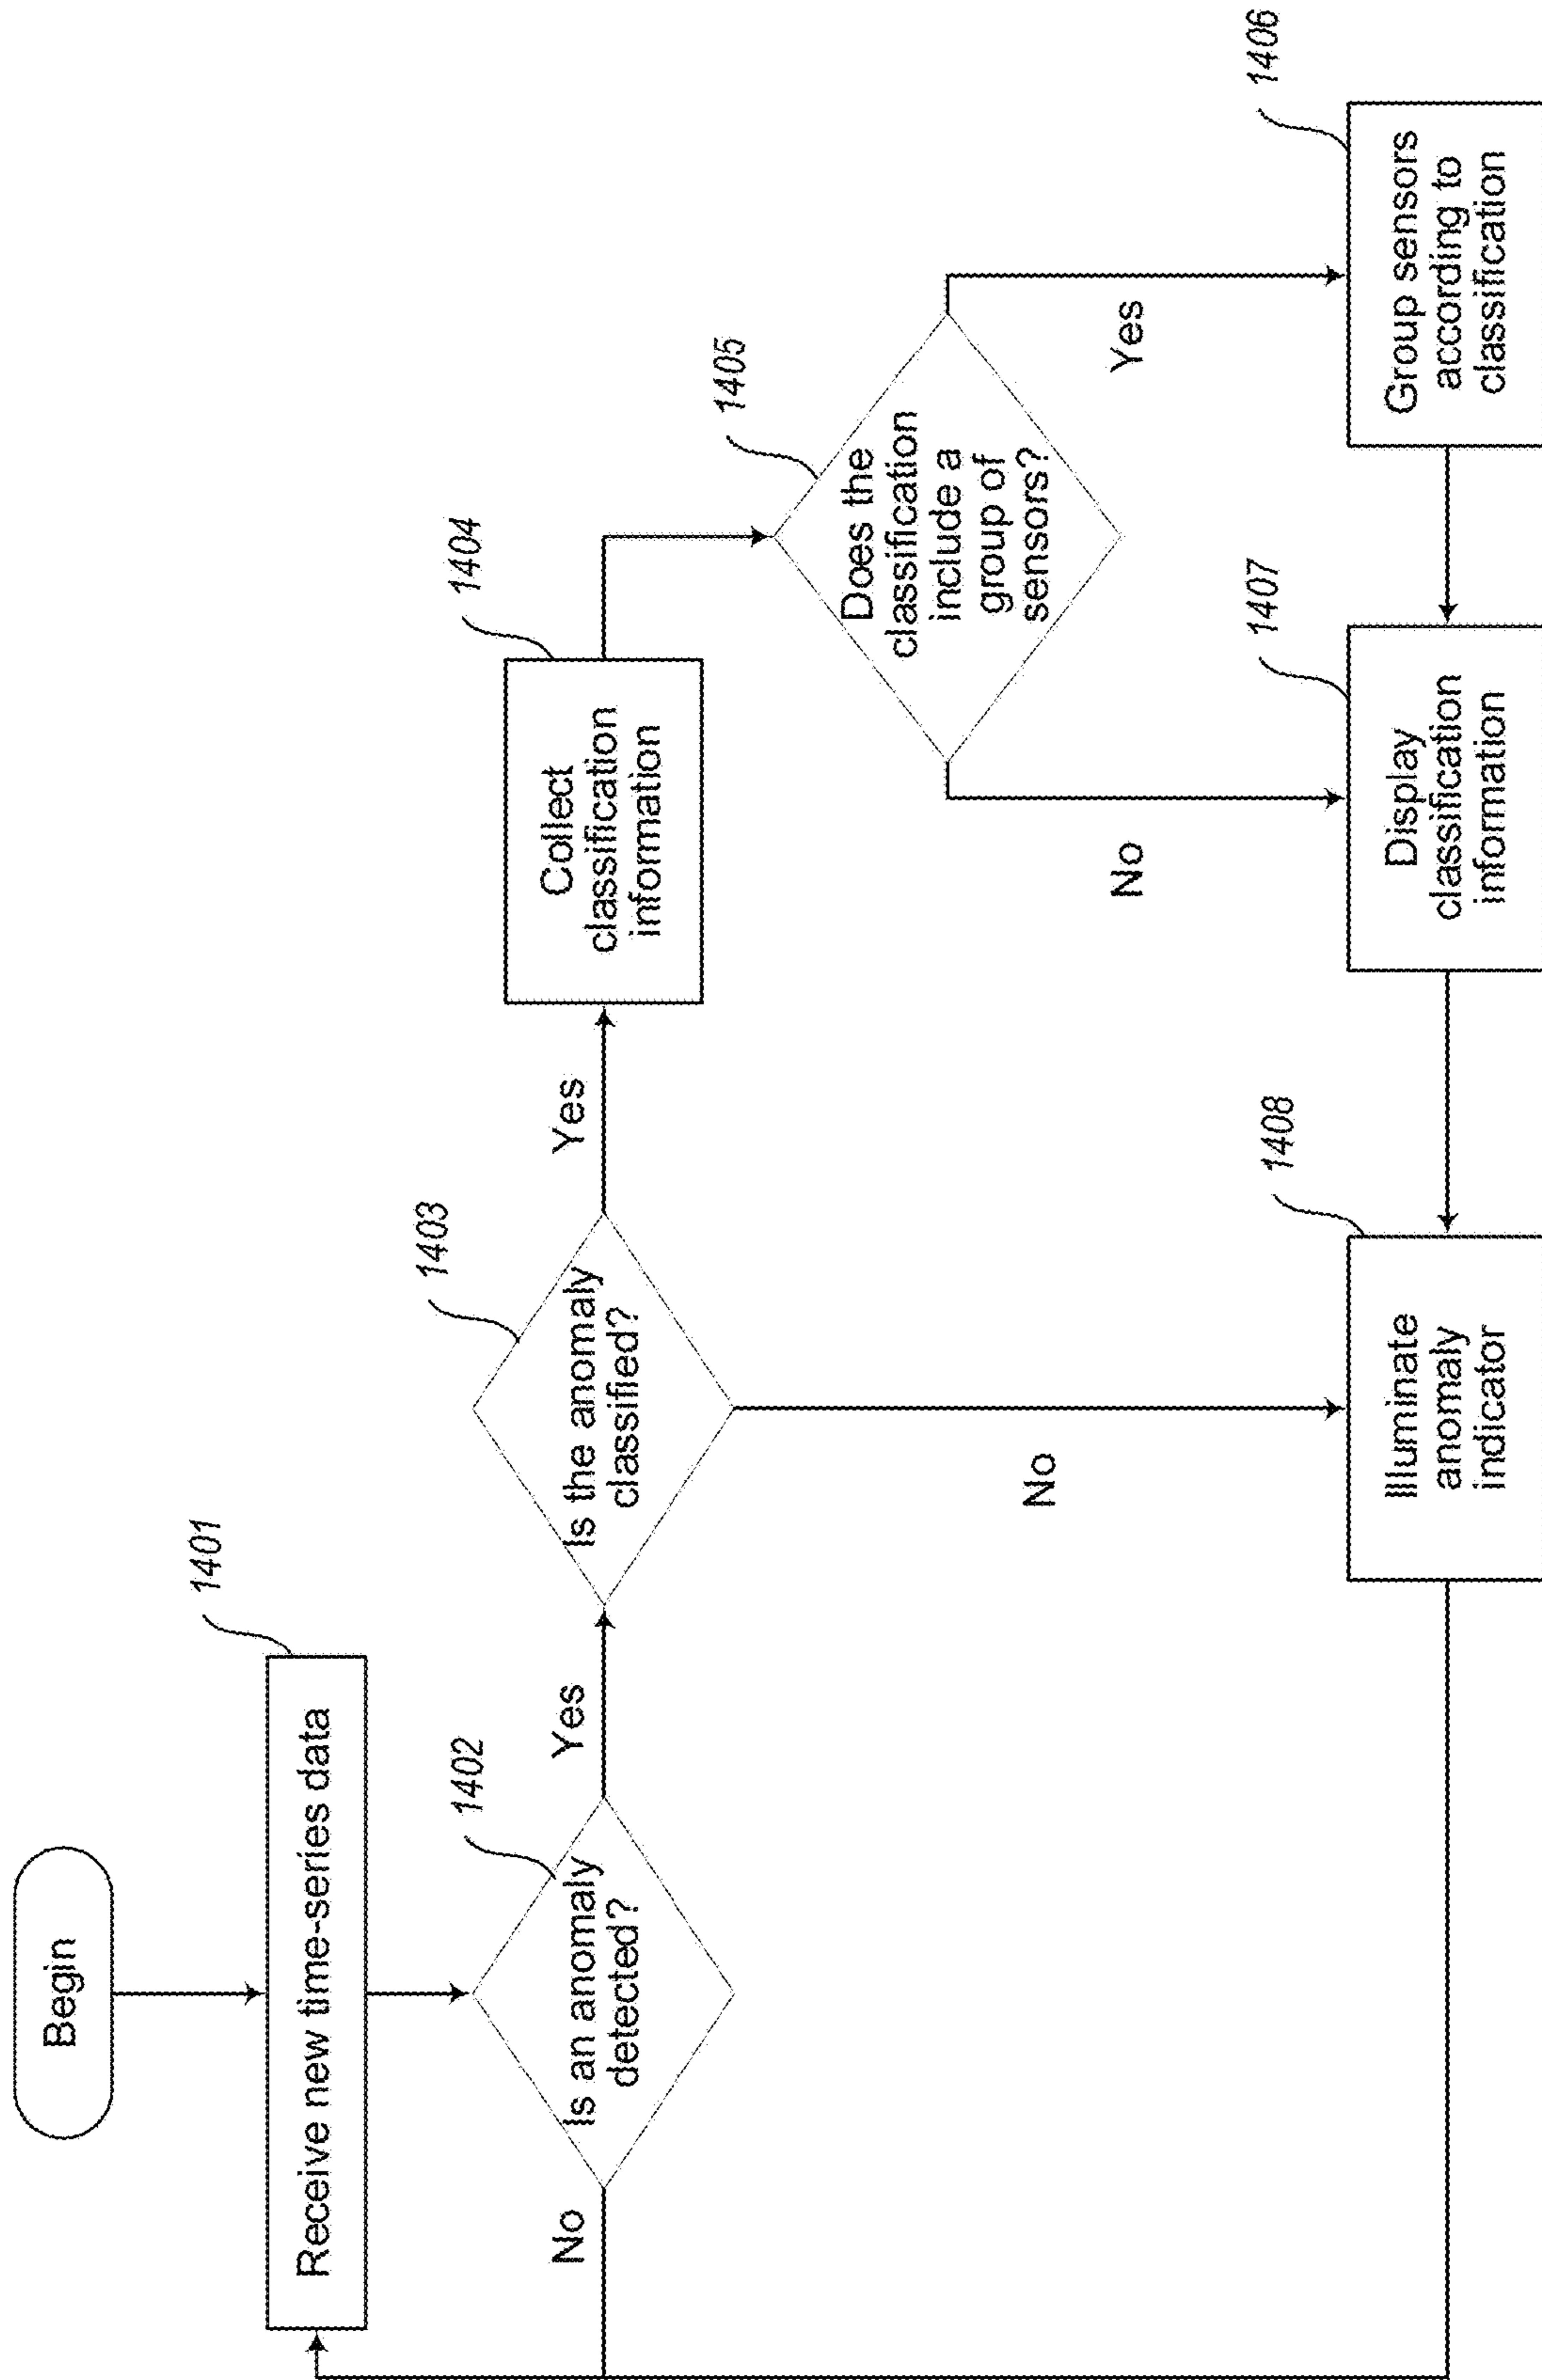 Begin
1401
Receive new time-series data
1402
Is an anomaly
detected?
No
Yes
1403
Is the anomaly
classified?
Yes
No
1404
Collect
classification
information
1405
Does the
classification
include a
group of
sensors?
No
Yes
1408
Illuminate
anomaly
indicator
1407
Display
classification
information
1406
Group sensors
according to
classification